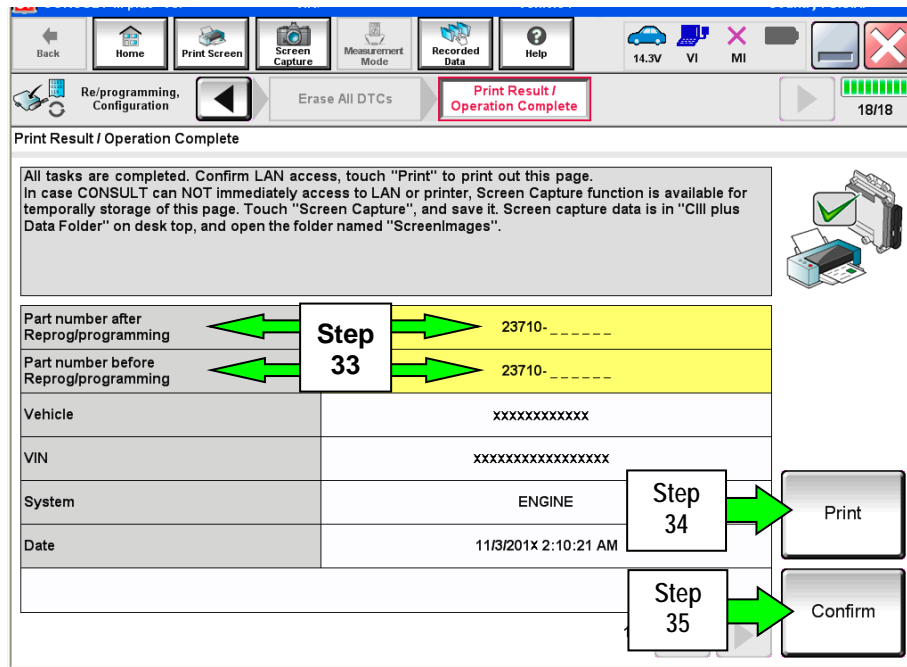 Back
Home
Print Screen
Screen
Capture
Measurement
Mode
Recorded
Data
Help
14.3V
VI
MI
Re/programming,
Configuration
Erase All DTCs
Print Result /
Operation Complete
18/18
Print Result / Operation Complete
All tasks are completed. Confirm LAN access, touch "Print" to print out this page.
In case CONSULT can NOT immediately access to LAN or printer, Screen Capture function is available for
temporally storage of this page. Touch "Screen Capture", and save it. Screen capture data is in "CIII plus
Data Folder" on desk top, and open the folder named "ScreenImages".
Part number after
Reprog/programming
Step
33
23710-_ _ _ _ _ _
Part number before
Reprog/programming
23710-_ _ _ _ _ _
Vehicle
xxxxxxxxxxxx
VIN
xxxxxxxxxxxxxxxxx
System
ENGINE
Step
34
Print
Date
11/3/201x 2:10:21 AM
Step
35
Confirm